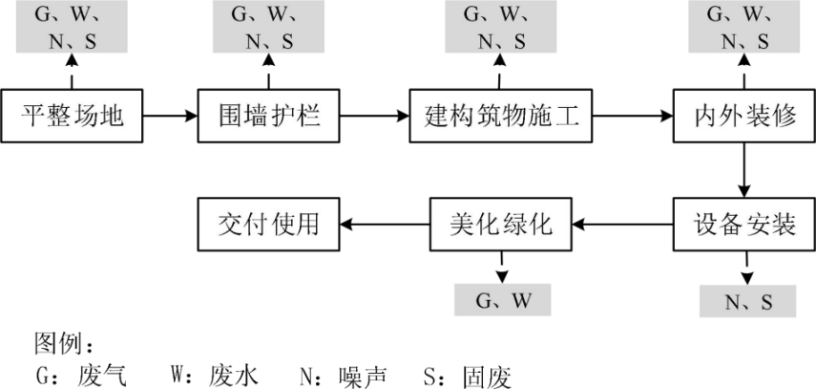 G、W、
N、S
G、W、
N、S
G、W、
N、S
G、W、
N、S
平整场地
围墙护栏
建构筑物施工
内外装修
交付使用
美化绿化
设备安装
G、W
N、S
图例：
G：废气 W：废水 N：噪声 S：固废